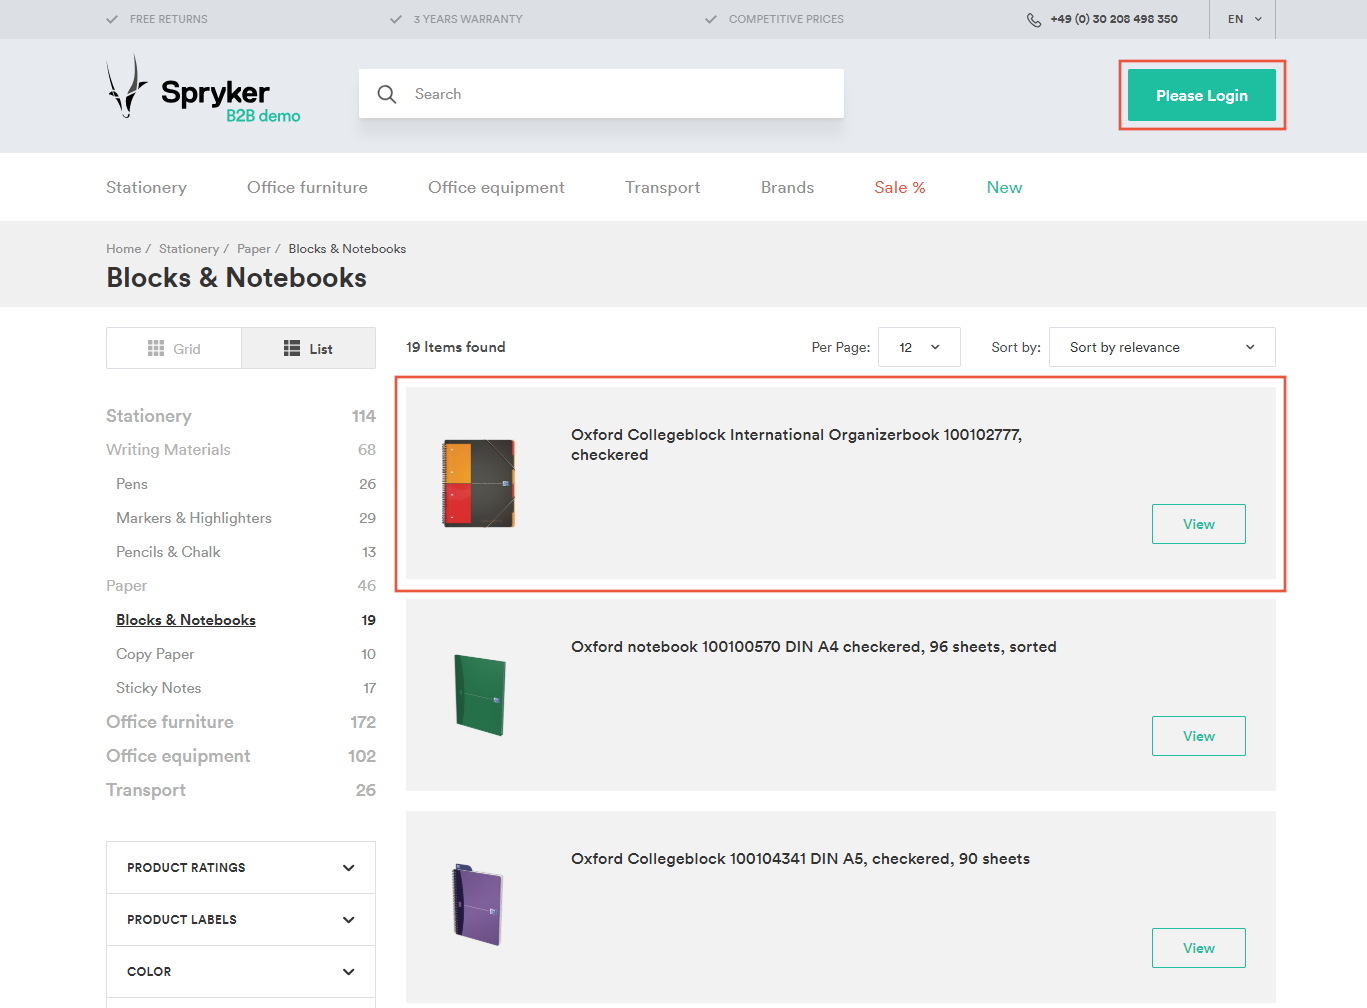 FREE RETURNS
3 YEARS WARRANTY
COMPETITIVE PRICES
+49 (0) 30 208 498 350
EN
Spryker
B2B demo
Search
Please Login
Stationery
Office furniture
Office equipment
Transport
Brands
Sale %
New
Home / Stationery / Paper / Blocks & Notebooks
Blocks & Notebooks
Grid
List
19 Items found
Per Page:
12
Sort by:
Sort by relevance
Stationery 114
Writing Materials 68
Pens 26
Markers & Highlighters 29
Pencils & Chalk 13
Paper 46
Blocks & Notebooks 19
Copy Paper 10
Sticky Notes 17
Office furniture 172
Office equipment 102
Transport 26
PRODUCT RATINGS
PRODUCT LABELS
COLOR
Oxford Collegeblock International Organizerbook 100102777,
checkered
View
Oxford notebook 100100570 DIN A4 checkered, 96 sheets, sorted
View
Oxford Collegeblock 100104341 DIN A5, checkered, 90 sheets
View